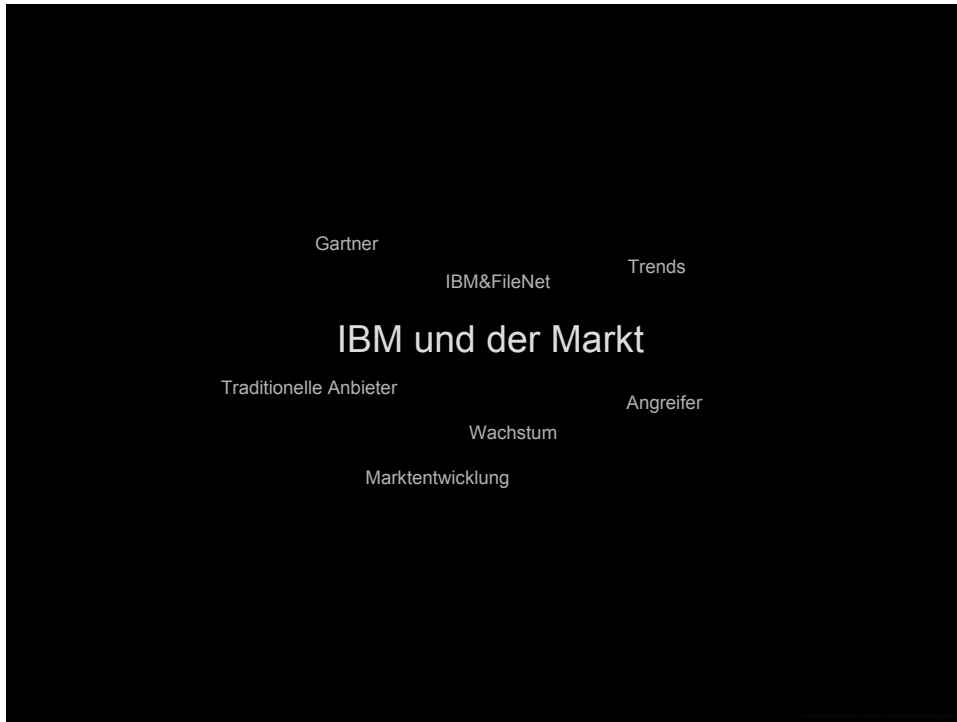 Gartner
Trends
IBM&FileNet
IBM und der Markt
Traditionelle Anbieter
Angreifer
Wachstum
Marktentwicklung